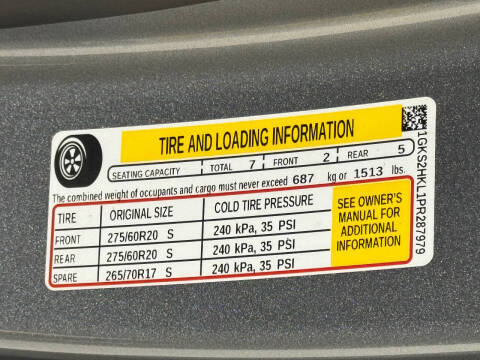 TIRE AND LOADING INFORMATION
SEATING CAPACITY TOTAL 7 FRONT 2 REAR 5
The combined weight of occupants and cargo must never exceed 687 kg or 1513 lbs.
TIRE ORIGINAL SIZE COLD TIRE PRESSURE
FRONT 275/60R20 S 240 kPa, 35 PSI
REAR 275/60R20 S 240 kPa, 35 PSI
SPARE 265/70R17 S 240 kPa, 35 PSI
SEE OWNER'S
MANUAL FOR
ADDITIONAL
INFORMATION
1GKS2HKL1PR287979